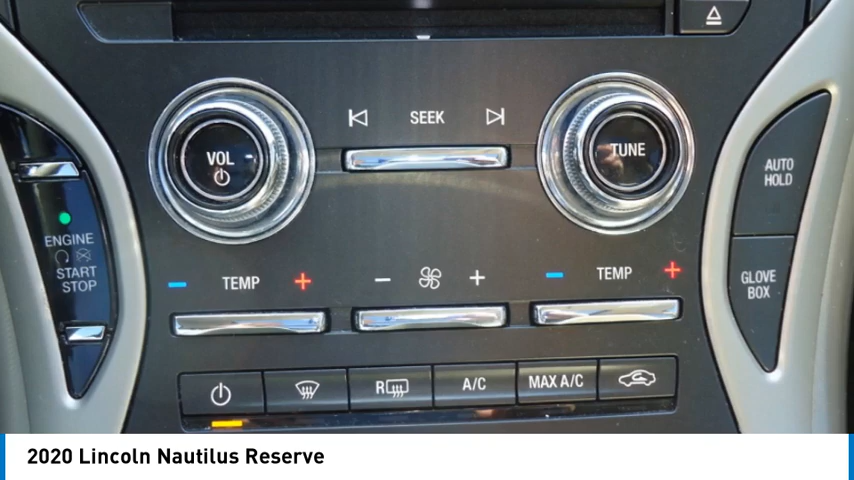 SEEK
VOL
TUNE
AUTO
HOLD
ENGINE
START
STOP
TEMP
TEMP
GLOVE
BOX
R
A/C
MAX A/C
2020 Lincoln Nautilus Reserve